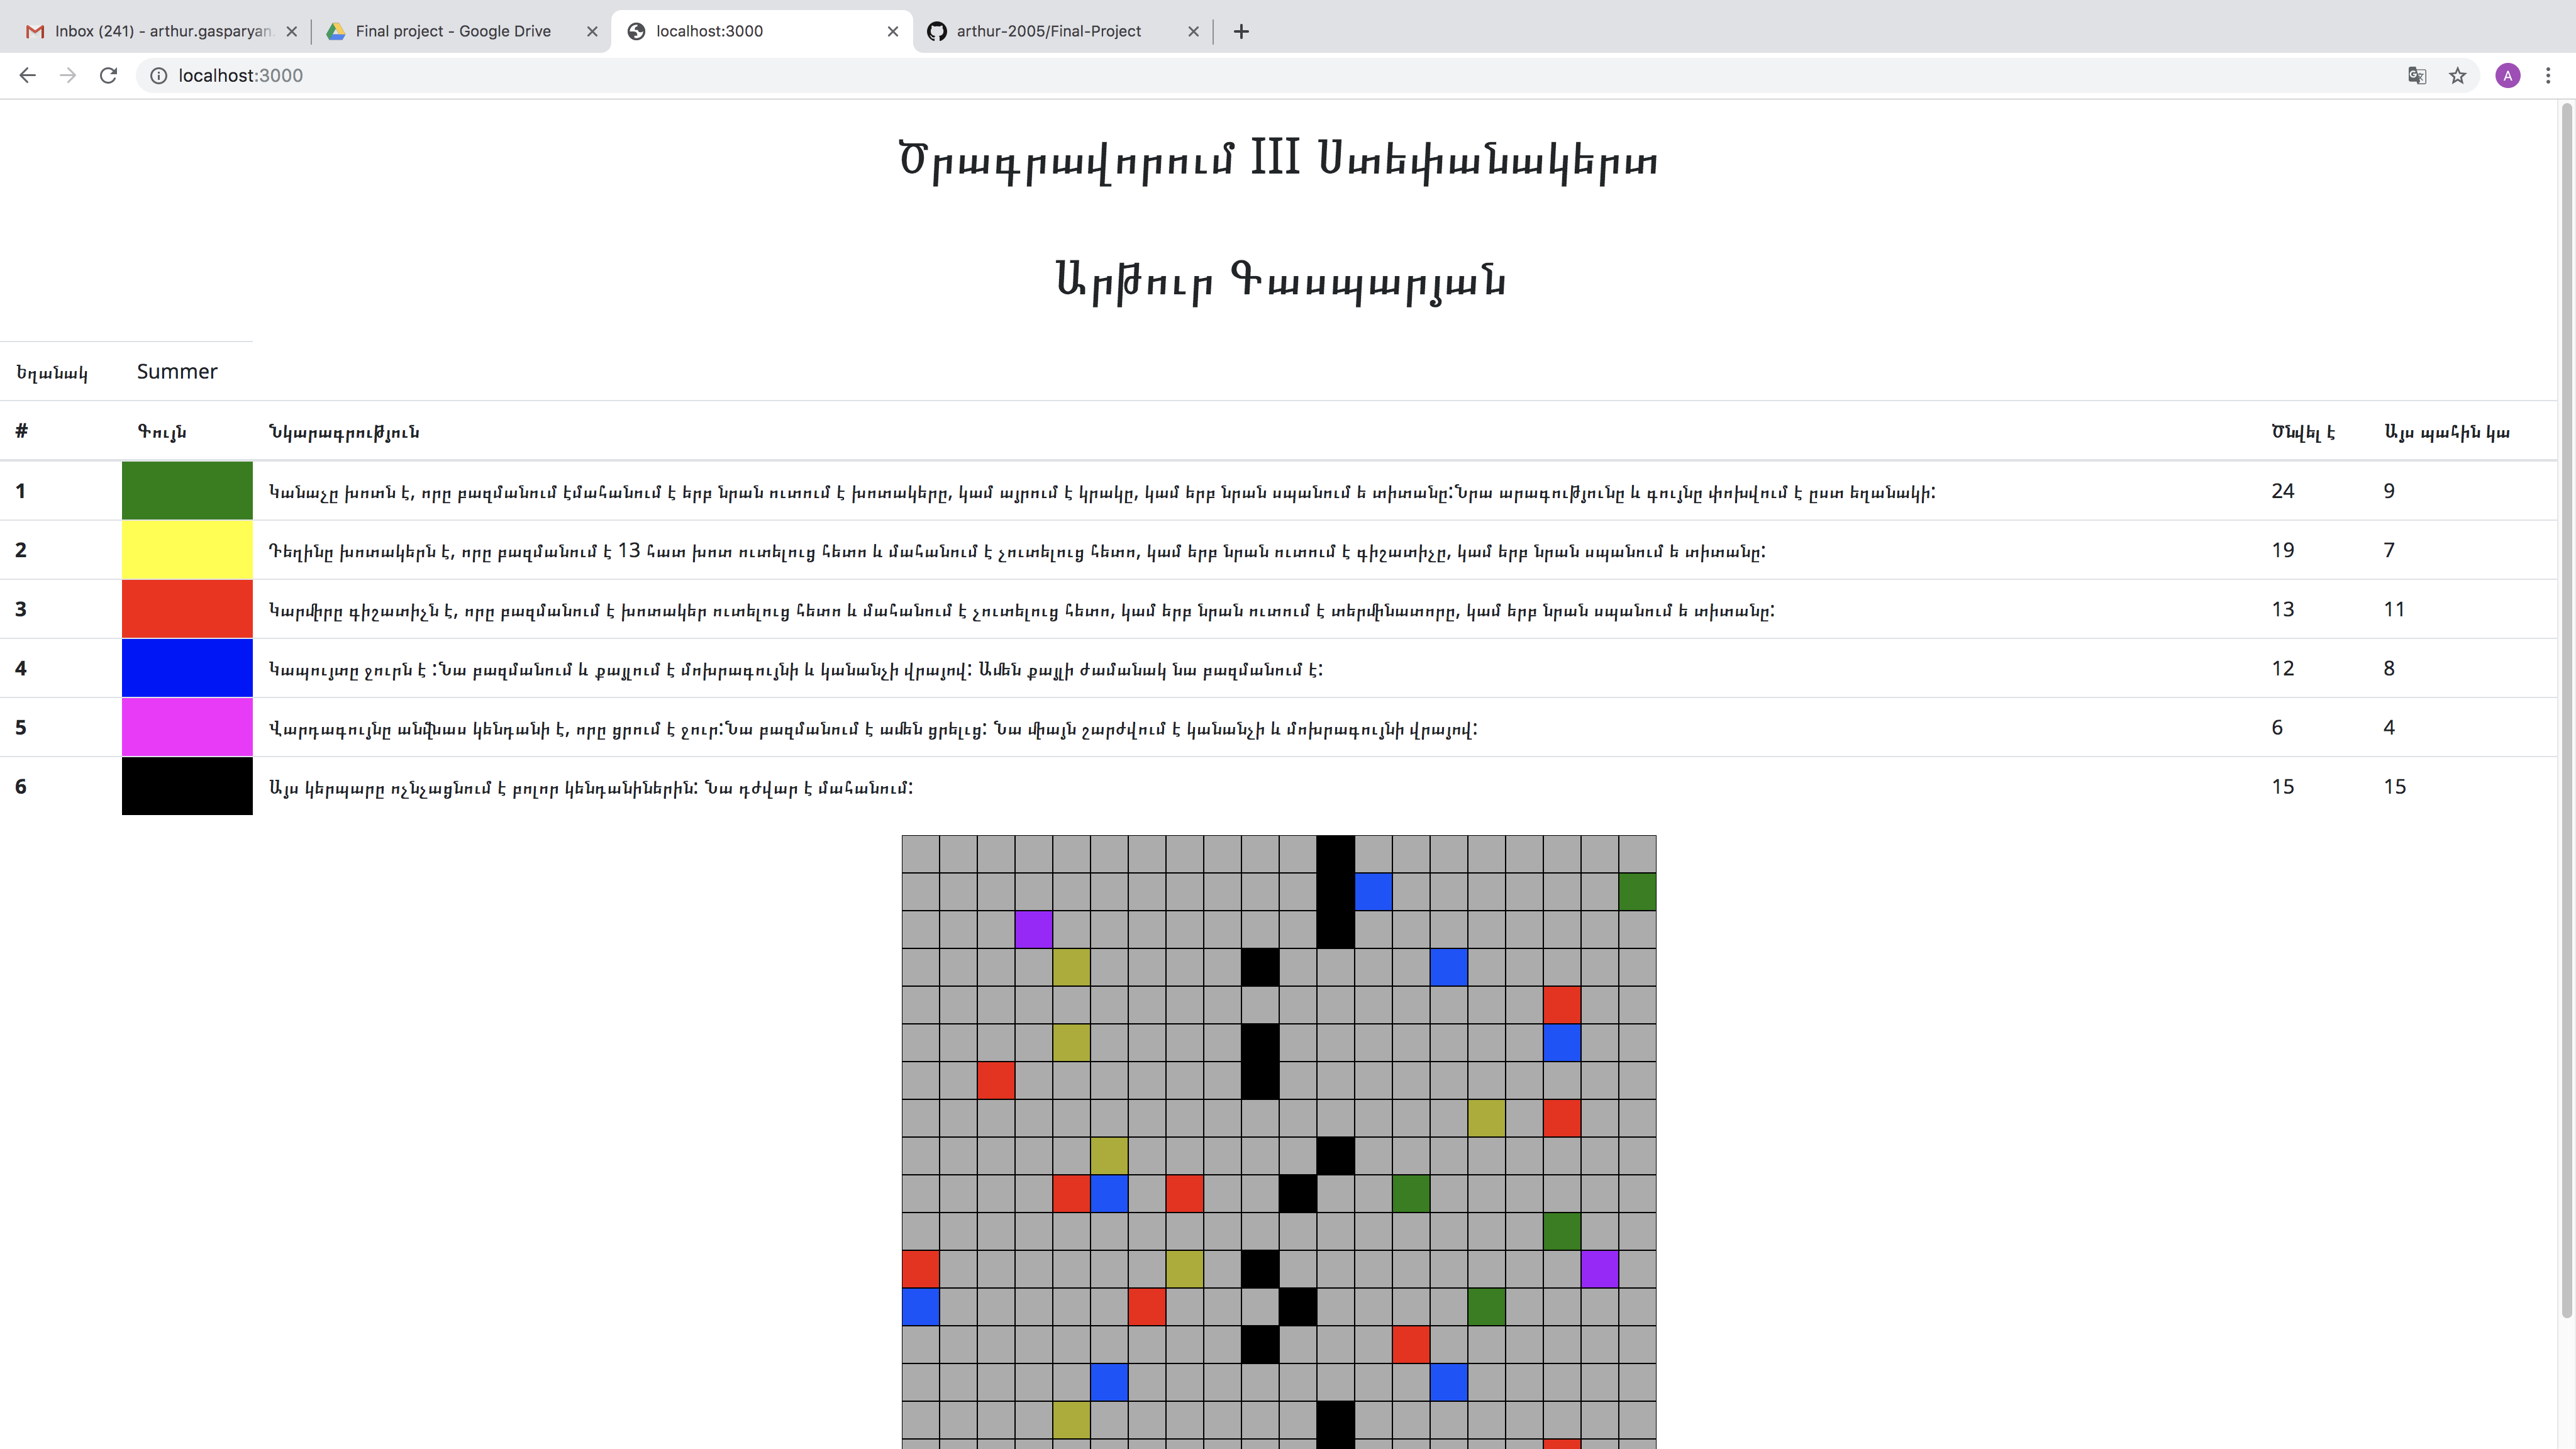 Inbox (241) - arthur.gasparyan
Final project - Google Drive
localhost:3000
arthur-2005/Final-Project
localhost:3000
A
Ծրագրավորում III Ստեփանակերտ
Արթուր Գասպարյան
Եղանակ Summer
# Գույն Նկարագրություն Ծնվել է Այս պահին կա
1 Կանաչը խոտն է, որը բազմանում էմահանում է երբ նրան ուտում է խոտակերը, կամ այրում է կրակը, կամ երբ նրան սպանում ե տիտանը:Նրա արագությունը և գույնը փոխվում է ըստ եղանակի: 24 9
2 Դեղինը խոտակերն է, որը բազմանում է 13 հատ խոտ ուտելուց հետո և մահանում է չուտելուց հետո, կամ երբ նրան ուտում է գիշատիչը, կամ երբ նրան սպանում ե տիտանը: 19 7
3 Կարմիրը գիշատիչն է, որը բազմանում է խոտակեր ուտելուց հետո և մահանում է չուտելուց հետո, կամ երբ նրան ուտում է տերմինատորը, կամ երբ նրան սպանում ե տիտանը: 13 11
4 Կապույտը ջուրն է :Նա բազմանում և քայլում է մոխրագույնի և կանանչի վրայով: Ամեն քայլի ժամանակ նա բազմանում է: 12 8
5 Վարդագույնը անվնաս կենդանի է, որը ցրում է ջուր:Նա բազմանում է ամեն ցրելւց: Նա միայն շարժվում է կանանչի և մոխրագույնի վրայով: 6 4
6 Այս կերպարը ոչնչացնում է բոլոր կենդանիներին: Նա դժվար է մահանում: 15 15